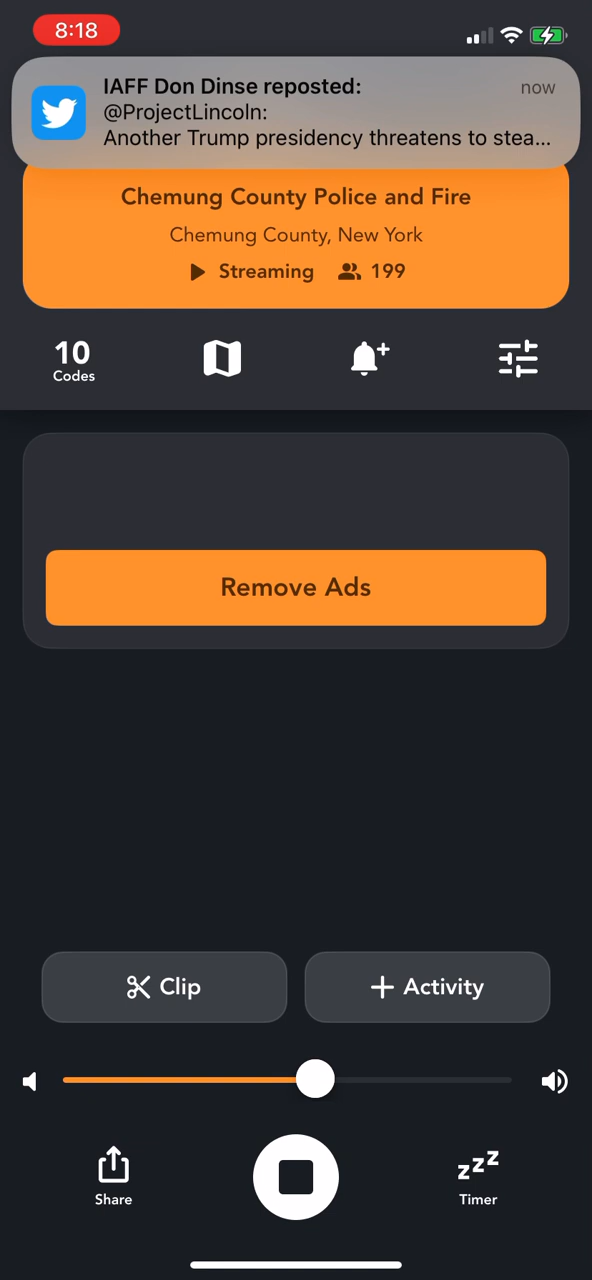 8:18
IAFF Don Dinse reposted:
now
@ProjectLincoln:
Another Trump presidency threatens to stea...
Chemung County Police and Fire
Chemung County, New York
Streaming 199
10
Codes
Remove Ads
Clip
Activity
Share
zzz
Timer